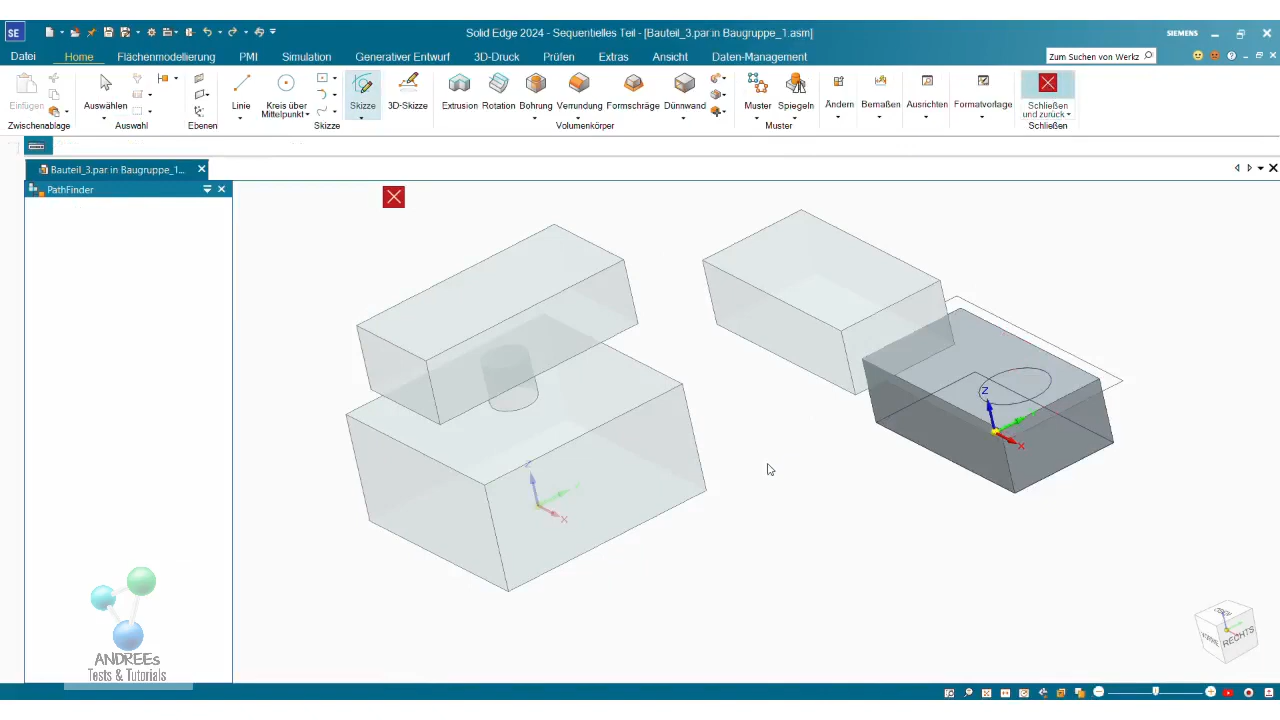 SE
Solid Edge 2024 - Sequentielles Teil - [Bauteil_3.par in Baugruppe_1.asm]
SIEMENS
Datei Home Flächenmodellierung PMI Simulation Generativer Entwurf 3D-Druck Prüfen Extras Ansicht Daten-Management
Zum Suchen von Werkz
Einfügen Auswählen Linie Kreis über Mittelpunkt Skizze 3D-Skizze Extrusion Rotation Bohrung Verrundung Formschräge Dünnwand Muster Spiegeln Ändern Bemaßen Ausrichten Formatvorlage Schließen und zurück
Zwischenablage Auswahl Ebenen Skizze Volumenkörper Muster Schließen
Bauteil_3.par in Baugruppe_1...
PathFinder
Z
X
Z
X
RECHTS
ANDREEs
Tests & Tutorials